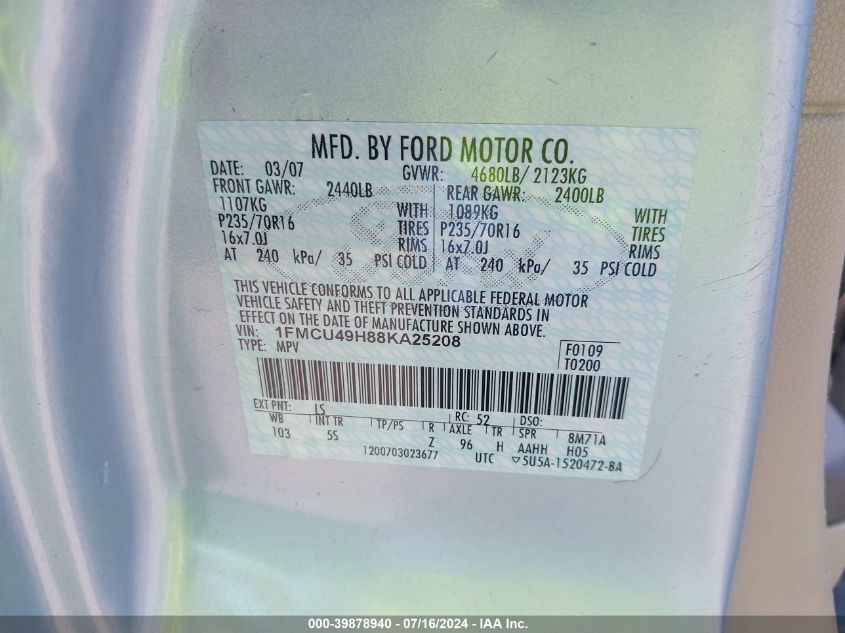 MFD. BY FORD MOTOR CO.
DATE: 03/07 GVWR: 4680LB/ 2123KG
FRONT GAWR: 2440LB REAR GAWR: 2400LB
1107KG WITH 1089KG WITH
P235/70R16 TIRES P235/70R16 TIRES
16x7.0J RIMS 16x7.0J RIMS
AT 240 kPa/ 35 PSI COLD AT 240 kPa/ 35 PSI COLD
THIS VEHICLE CONFORMS TO ALL APPLICABLE FEDERAL MOTOR
VEHICLE SAFETY AND THEFT PREVENTION STANDARDS IN
EFFECT ON THE DATE OF MANUFACTURE SHOWN ABOVE.
VIN: 1FMCU49H88KA25208 F0109
TYPE: MPV T0200
EXT PNT: LS RC: 52 DSO:
WB INT TR TP/PS R AXLE TR SPR 8M71A
103 5S Z 96 H AAHH H05
1200703023677 UTC ▽5U5A-1520472-BA
000-39878940 - 07/16/2024 - IAA Inc.